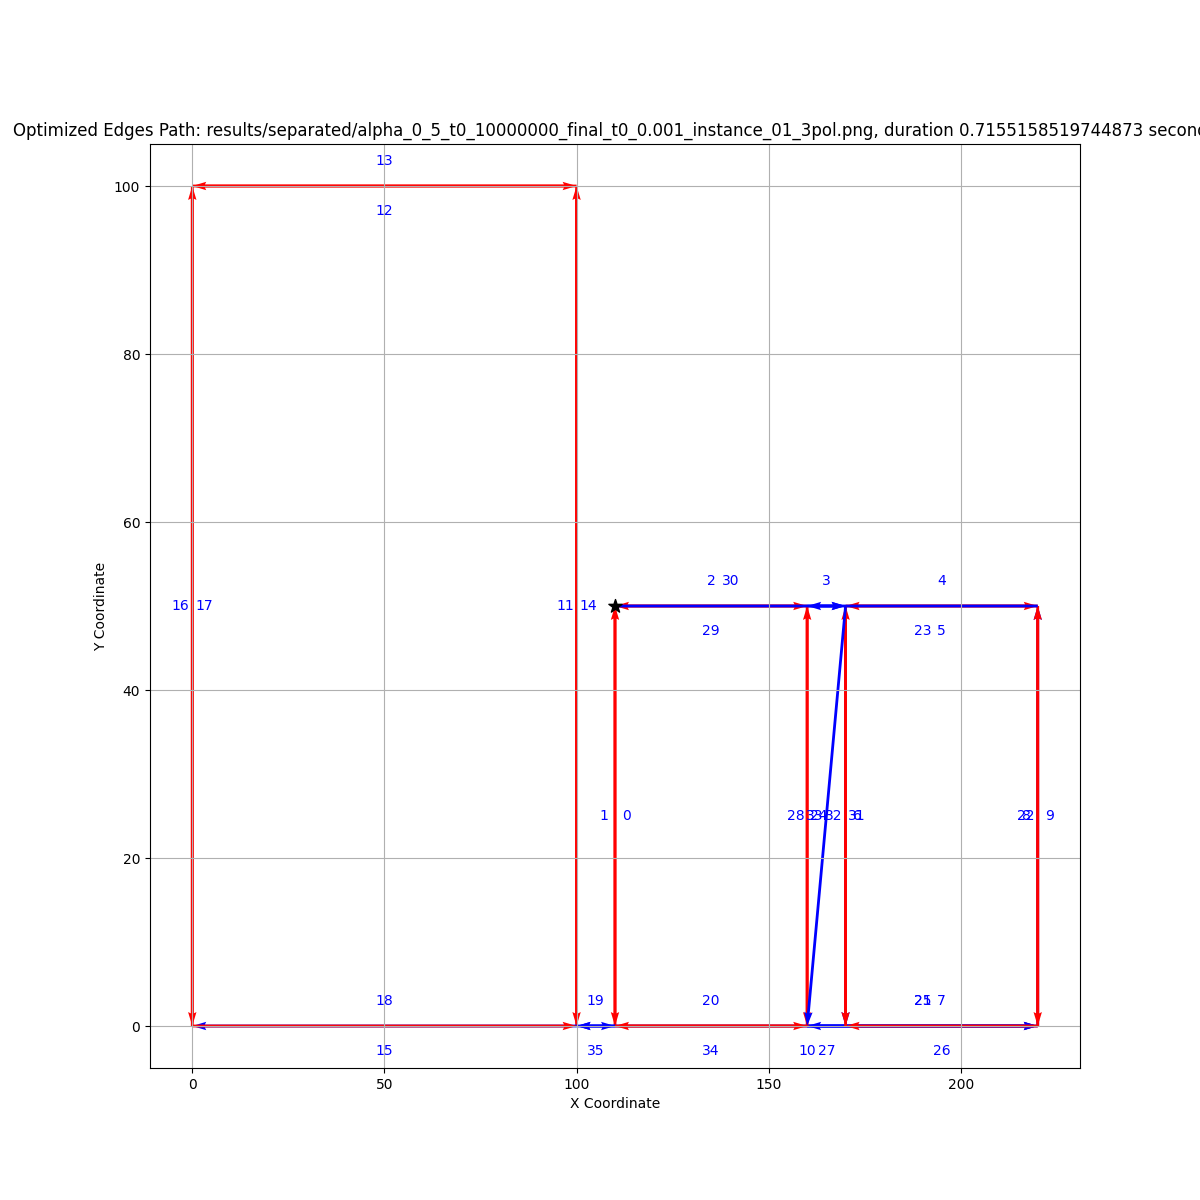 Optimized Edges Path: results/separated/alpha_0_5_t0_10000000_final_t0_0.001_instance_01_3pol.png, duration 0.7155158519744873 secon
13
100
12
80
60
2 30 3 4
16 17 11 14
29 23 5
Y Coordinate
40
1 0 28 9
20
18 19 20 7
0
15 35 34 10 27 26
0 50 100 150 200
X Coordinate